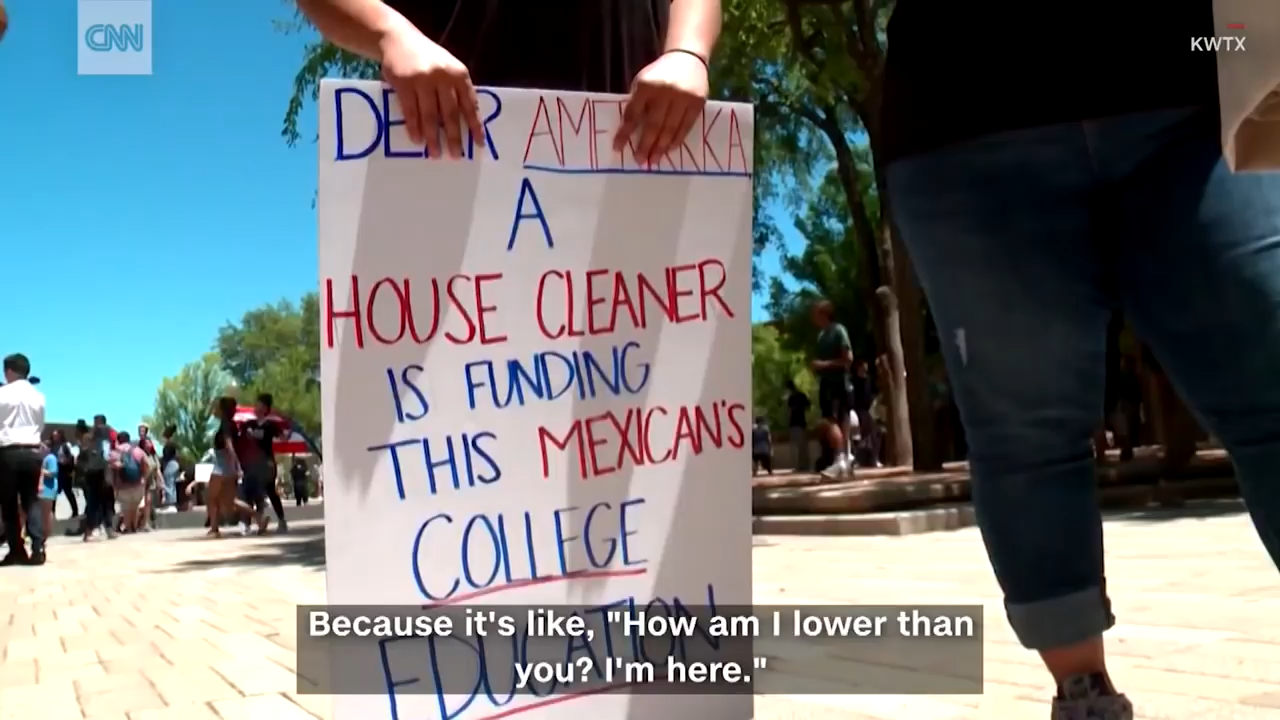 CNN
KWTX
DEAR
A
HOUSE CLEANER
IS FUNDING
THIS MEXICAN'S
COLLEGE
EDUCATION
Because it's like, "How am I lower than
you? I'm here."